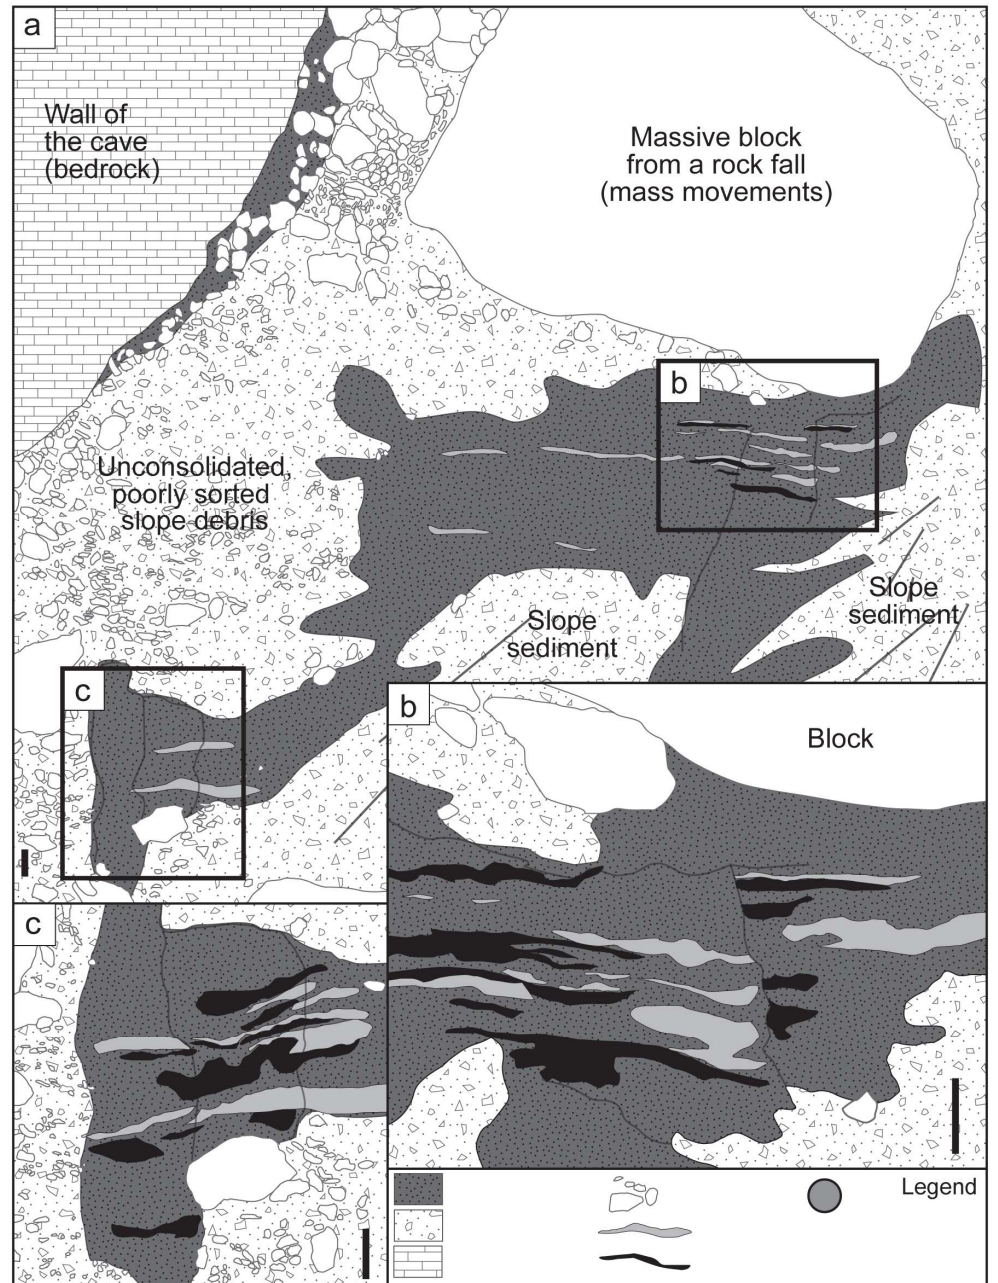 a
Wall of
the cave
(bedrock)
Massive block
from a rock fall
(mass movements)
b
Unconsolidated,
poorly sorted
slope debris
Slope
sediment
Slope
sediment
c
b
Block
c
Legend